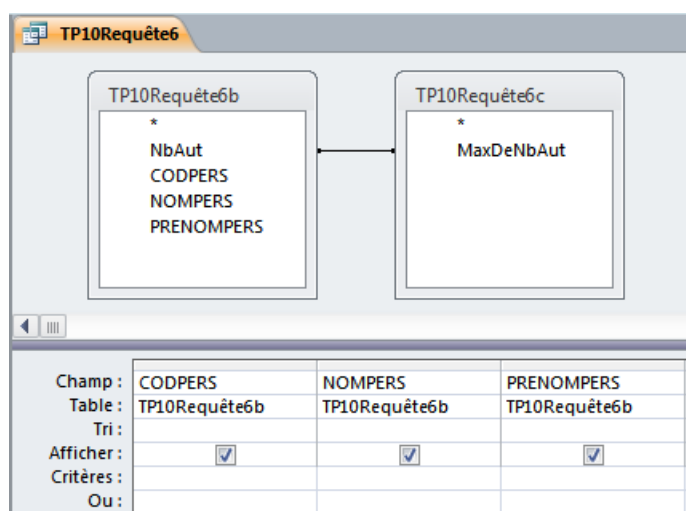 TP10Requête6
TP10Requête6b
*
NbAut
CODPERS
NOMPERS
PRENOMPERS
TP10Requête6c
*
MaxDeNbAut
Champ : CODPERS NOMPERS PRENOMPERS
Table : TP10Requête6b TP10Requête6b TP10Requête6b
Tri :
Afficher :
Critères :
Ou :